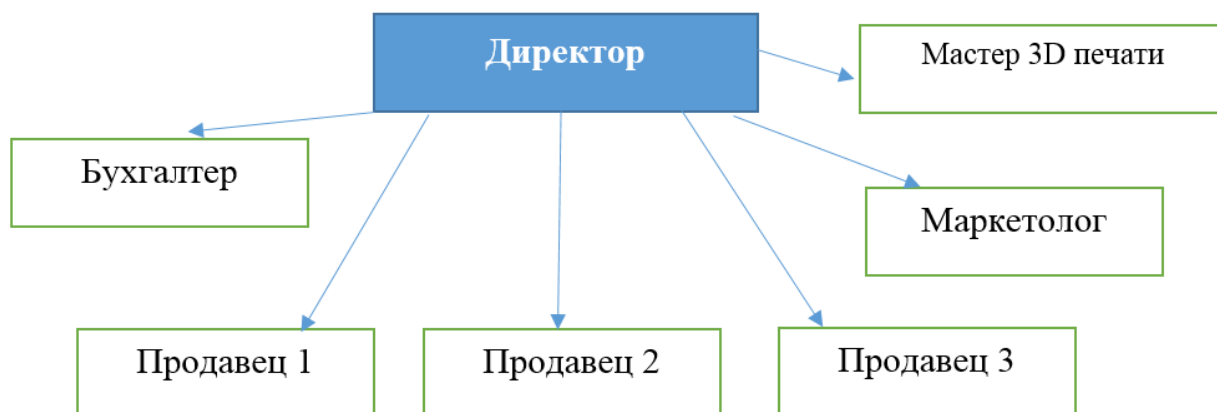 Директор
Мастер 3D печати
Бухгалтер
Маркетолог
Продавец 1
Продавец 2
Продавец 3